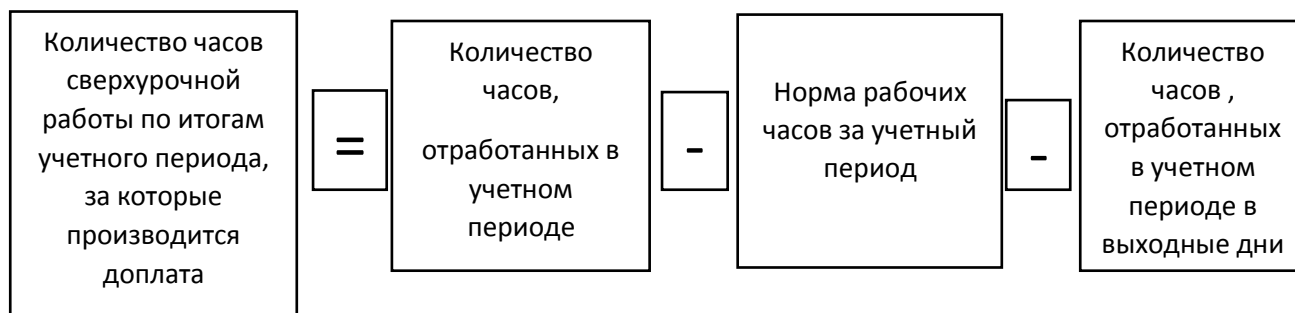 Количество часов
сверхурочной
работы по итогам
учетного периода,
за которые
производится
доплата
=
Количество
часов,
отработанных в
учетном
периоде
-
Норма рабочих
часов за учетный
период
-
Количество
часов ,
отработанных
в учетном
периоде в
выходные дни